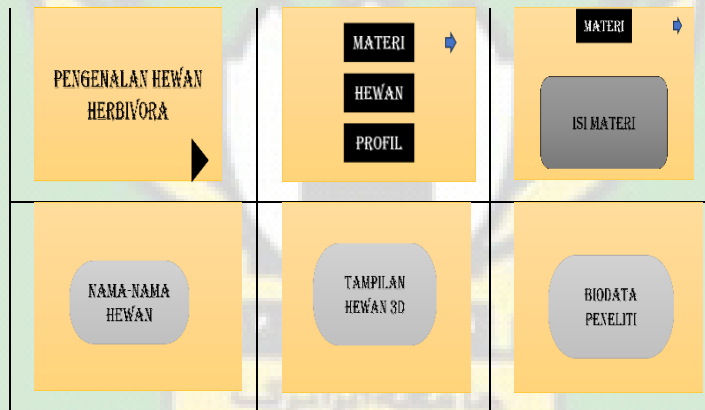 PENGENALAN HEWAN
HERBIVORA
MATERI
HEWAN
PROFIL
MATERI
ISI MATERI
NAMA-NAMA
HEWAN
TAMPILAN
HEWAN 3D
BIODATA
PENELITI